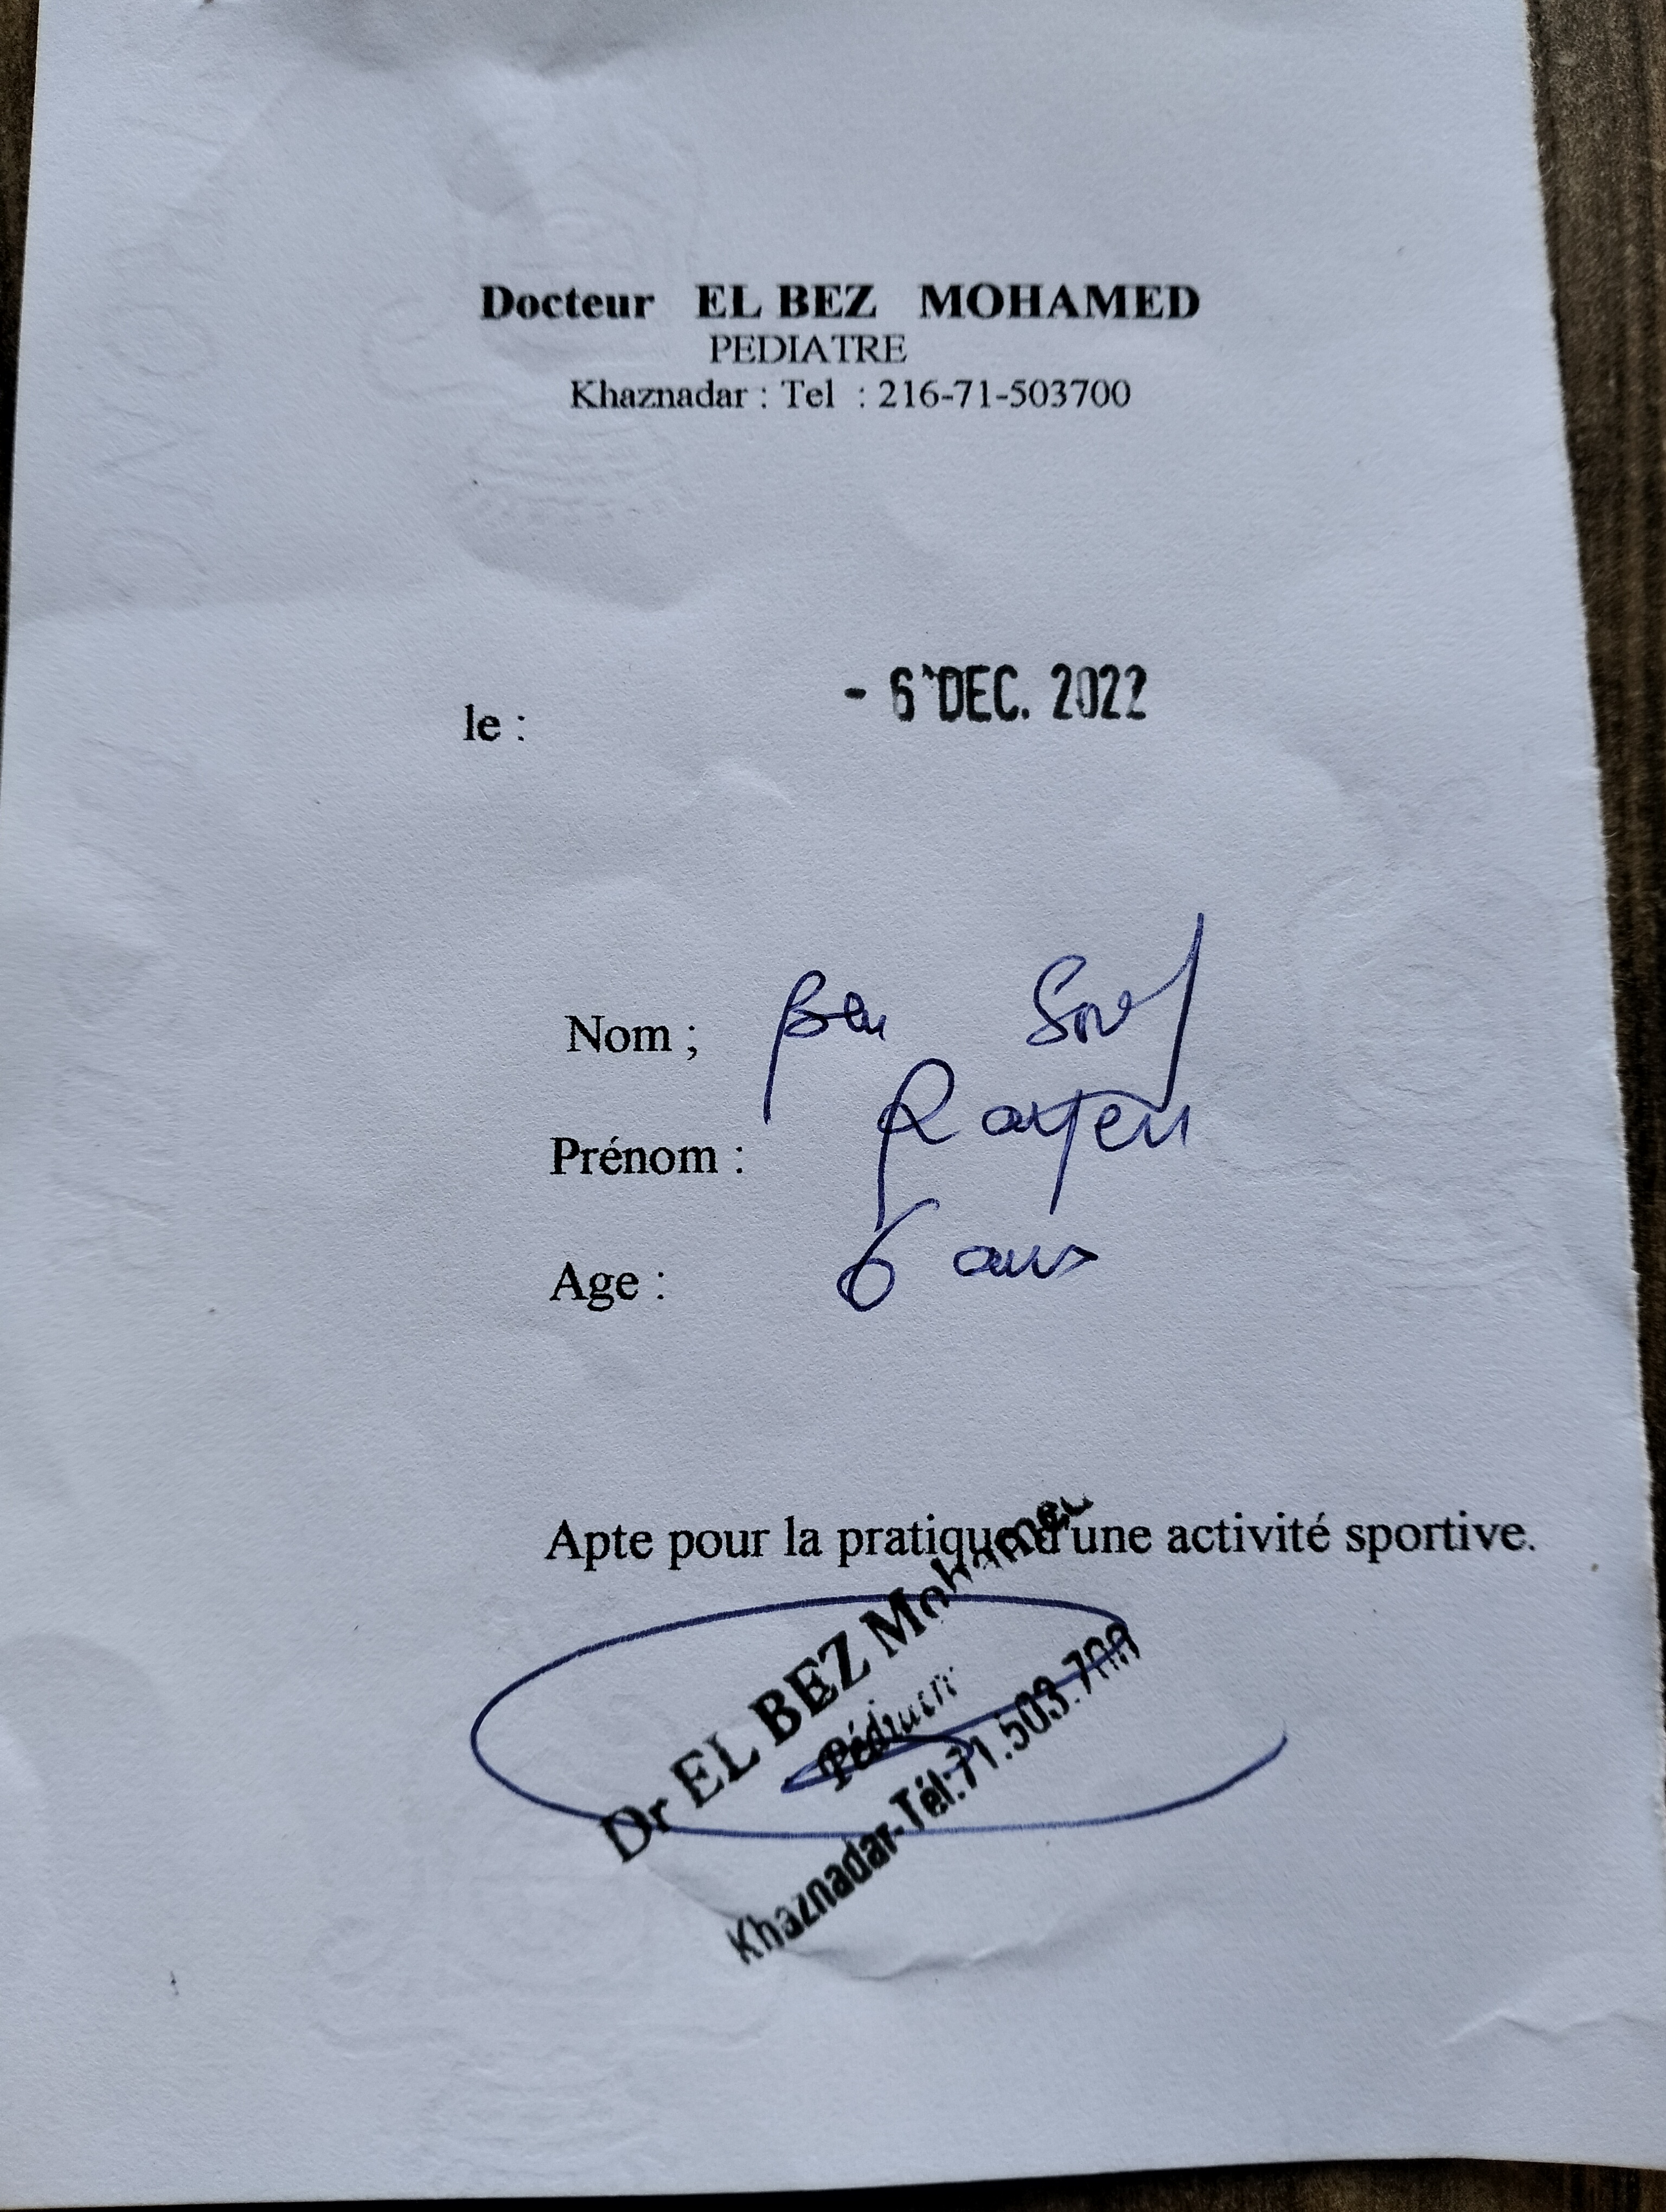 Docteur EL BEZ MOHAMED
PEDIATRE
Khaznadar : Tel : 216-71-503700
le : - 6 DEC. 2022
Nom ; Ben
Prénom : Rayen
Age : 6 ans
Apte pour la pratique d'une activité sportive.
Dr EL BEZ Mohamed
Pédiatre
Khaznadar-Tél:71.503.700